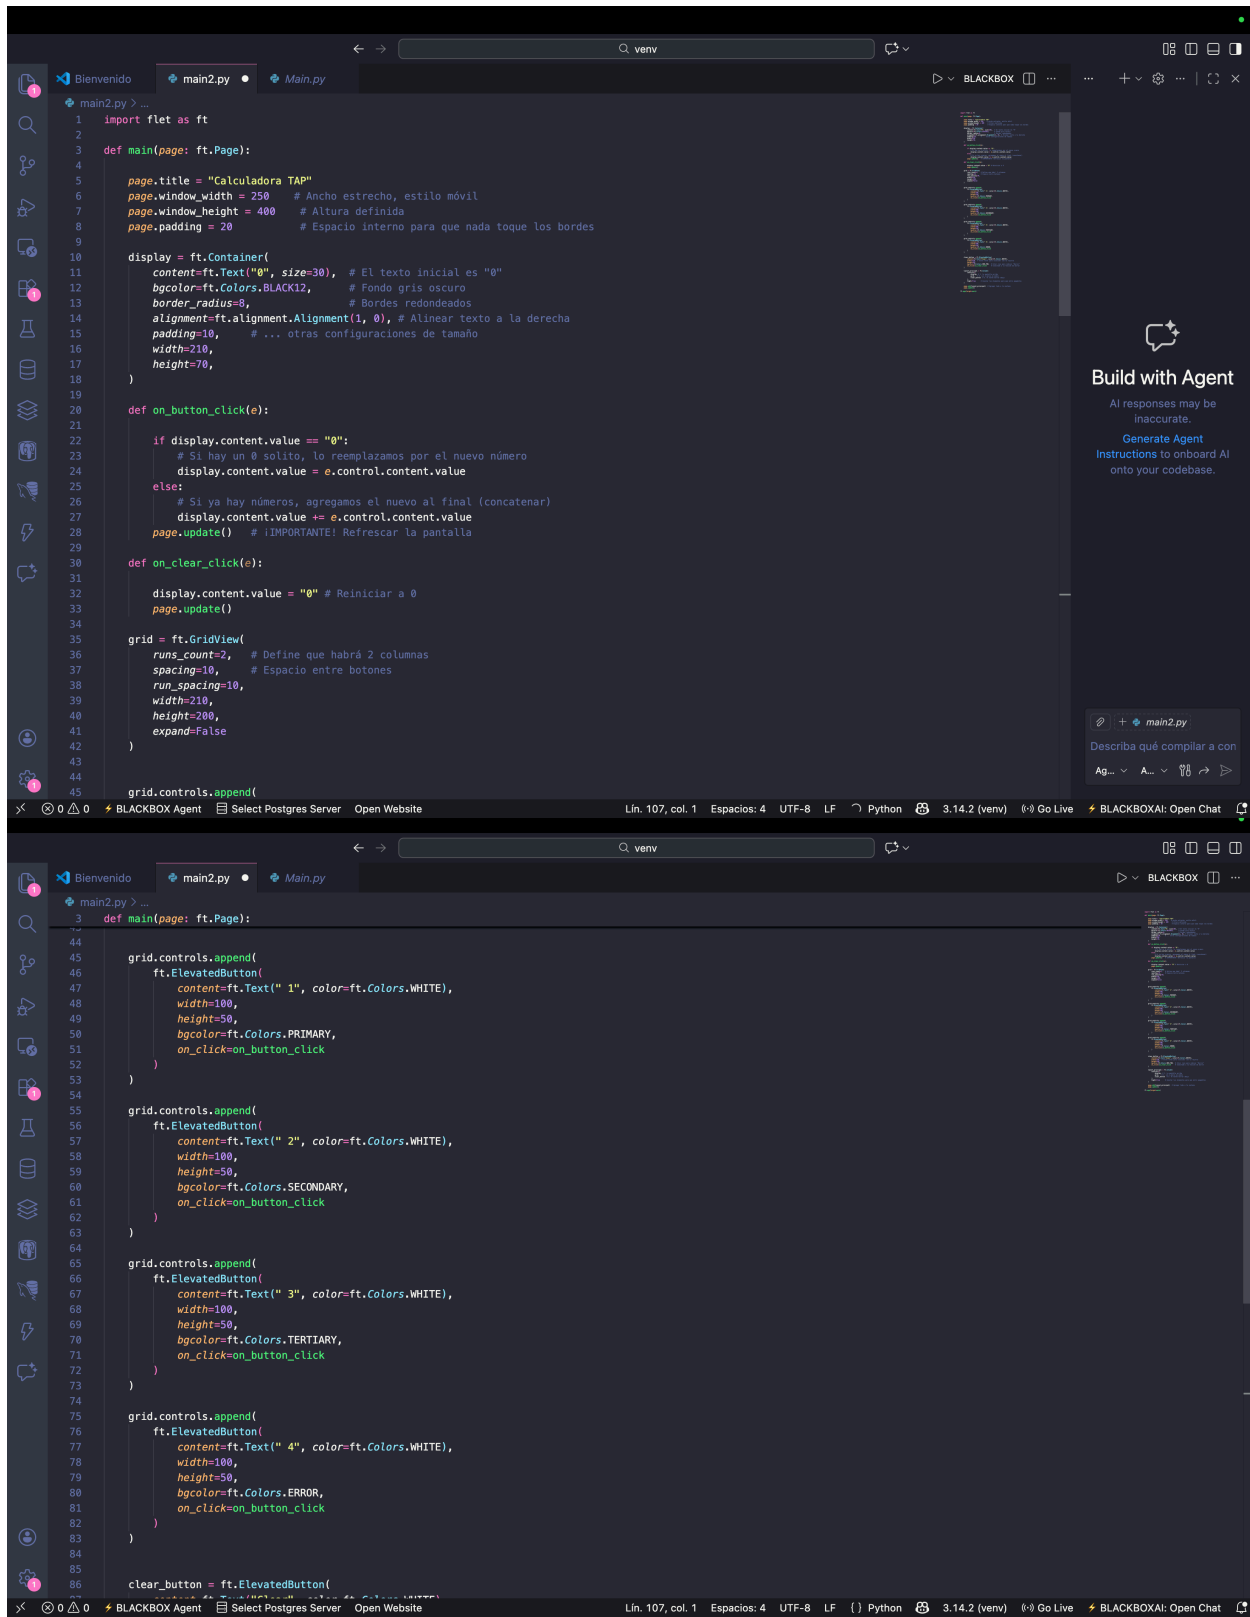 venv
Bienvenido
main2.py
Main.py
BLACKBOX
main2.py > ...
1 import flet as ft
2
3 def main(page: ft.Page):
4
5 page.title = "Calculadora TAP"
6 page.window_width = 250 # Ancho estrecho, estilo móvil
7 page.window_height = 400 # Altura definida
8 page.padding = 20 # Espacio interno para que nada toque los bordes
9
10 display = ft.Container(
11 content=ft.Text("0", size=30), # El texto inicial es "0"
12 bgcolor=ft.Colors.BLACK12, # Fondo gris oscuro
13 border_radius=8, # Bordes redondeados
14 alignment=ft.alignment.Alignment(1, 0), # Alinear texto a la derecha
15 padding=10, # ... otras configuraciones de tamaño
16 width=210,
17 height=70,
18 )
19
20 def on_button_click(e):
21
22 if display.content.value == "0":
23 # Si hay un 0 solito, lo reemplazamos por el nuevo número
24 display.content.value = e.control.content.value
25 else:
26 # Si ya hay números, agregamos el nuevo al final (concatenar)
27 display.content.value += e.control.content.value
28 page.update() # ¡IMPORTANTE! Refrescar la pantalla
29
30 def on_clear_click(e):
31
32 display.content.value = "0" # Reiniciar a 0
33 page.update()
34
35 grid = ft.GridView(
36 runs_count=2, # Define que habrá 2 columnas
37 spacing=10, # Espacio entre botones
38 run_spacing=10,
39 width=210,
40 height=200,
41 expand=False
42 )
43
44
45 grid.controls.append(
Build with Agent
AI responses may be
inaccurate.
Generate Agent
Instructions to onboard AI
onto your codebase.
main2.py
Describa qué compilar a con
Ag...
A...
1
1
1
0 0 BLACKBOX Agent Select Postgres Server Open Website Lín. 107, col. 1 Espacios: 4 UTF-8 LF Python 3.14.2 (venv) Go Live BLACKBOXAI: Open Chat
venv
Bienvenido
main2.py
Main.py
BLACKBOX
main2.py > ...
3 def main(page: ft.Page):
43
44
45 grid.controls.append(
46 ft.ElevatedButton(
47 content=ft.Text(" 1", color=ft.Colors.WHITE),
48 width=100,
49 height=50,
50 bgcolor=ft.Colors.PRIMARY,
51 on_click=on_button_click
52 )
53 )
54
55 grid.controls.append(
56 ft.ElevatedButton(
57 content=ft.Text(" 2", color=ft.Colors.WHITE),
58 width=100,
59 height=50,
60 bgcolor=ft.Colors.SECONDARY,
61 on_click=on_button_click
62 )
63 )
64
65 grid.controls.append(
66 ft.ElevatedButton(
67 content=ft.Text(" 3", color=ft.Colors.WHITE),
68 width=100,
69 height=50,
70 bgcolor=ft.Colors.TERTIARY,
71 on_click=on_button_click
72 )
73 )
74
75 grid.controls.append(
76 ft.ElevatedButton(
77 content=ft.Text(" 4", color=ft.Colors.WHITE),
78 width=100,
79 height=50,
80 bgcolor=ft.Colors.ERROR,
81 on_click=on_button_click
82 )
83 )
84
85
86 clear_button = ft.ElevatedButton(
1
1
1
0 0 BLACKBOX Agent Select Postgres Server Open Website Lín. 107, col. 1 Espacios: 4 UTF-8 LF { } Python 3.14.2 (venv) Go Live BLACKBOXAI: Open Chat